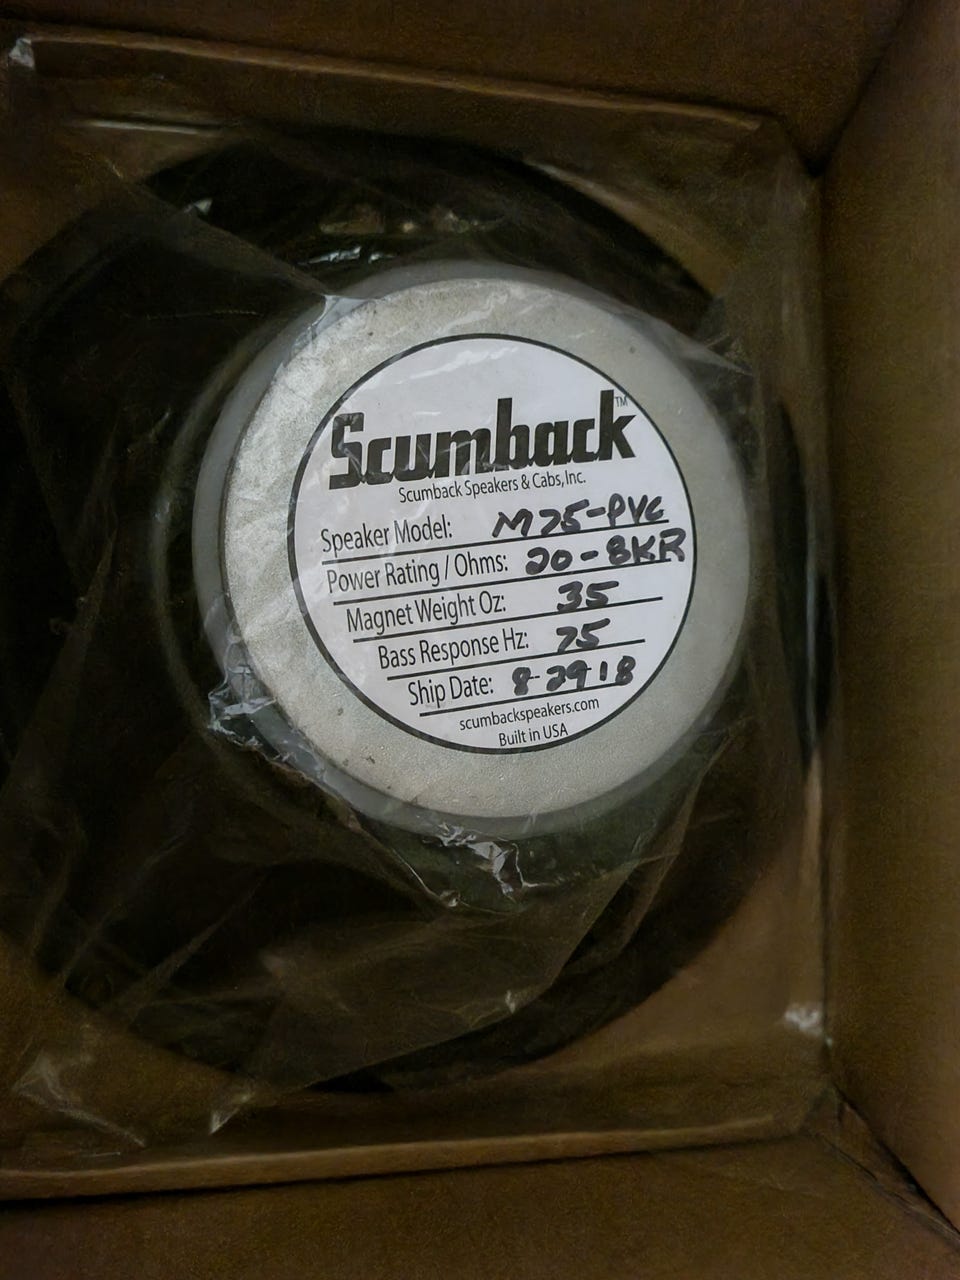 Scumback™
Scumback Speakers & Cabs, Inc.
Speaker Model: M75-PVC
Power Rating / Ohms: 20-8KR
Magnet Weight Oz: 35
Bass Response Hz: 75
Ship Date: 8-29-18
scumbackspeakers.com
Built in USA